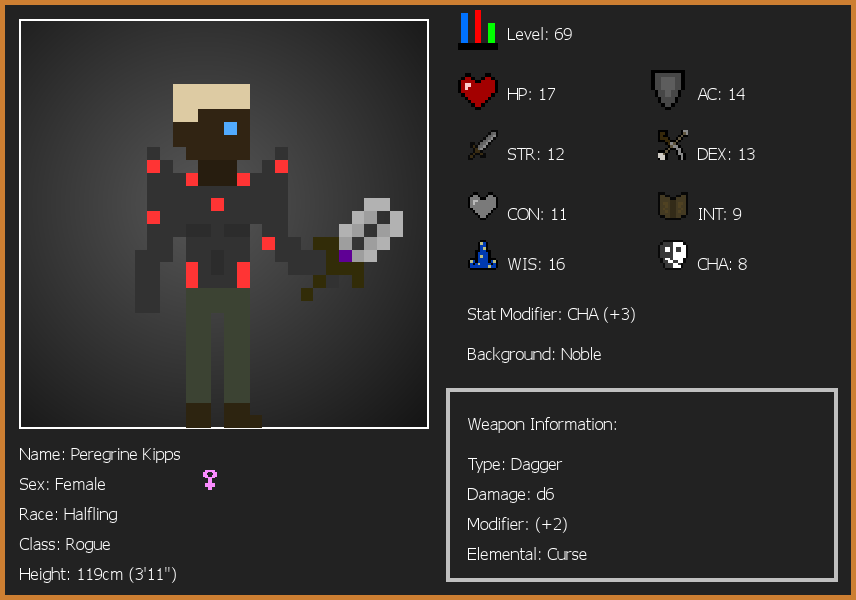 Level: 69
HP: 17
AC: 14
STR: 12
DEX: 13
CON: 11
INT: 9
WIS: 16
CHA: 8
Stat Modifier: CHA (+3)
Background: Noble
Weapon Information:
Type: Dagger
Damage: d6
Modifier: (+2)
Elemental: Curse
Name: Peregrine Kipps
Sex: Female
Race: Halfling
Class: Rogue
Height: 119cm (3'11")